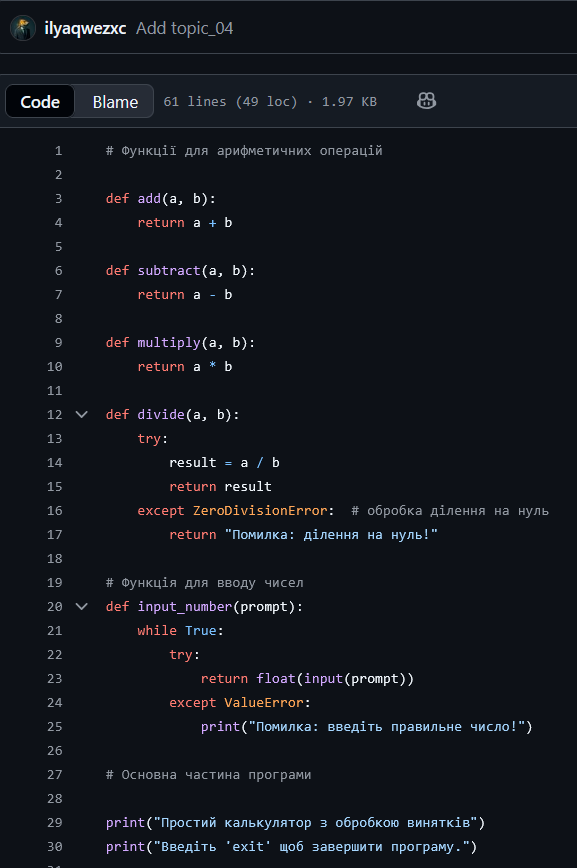 ilyaqwezxc Add topic_04
Code Blame 61 lines (49 loc) · 1.97 KB
1 # Функції для арифметичних операцій
2
3 def add(a, b):
4     return a + b
5
6 def subtract(a, b):
7     return a - b
8
9 def multiply(a, b):
10     return a * b
11
12 def divide(a, b):
13     try:
14         result = a / b
15         return result
16     except ZeroDivisionError:  # обробка ділення на нуль
17         return "Помилка: ділення на нуль!"
18
19 # Функція для вводу чисел
20 def input_number(prompt):
21     while True:
22         try:
23             return float(input(prompt))
24         except ValueError:
25             print("Помилка: введіть правильне число!")
26
27 # Основна частина програми
28
29 print("Простий калькулятор з обробкою винятків")
30 print("Введіть 'exit' щоб завершити програму.")